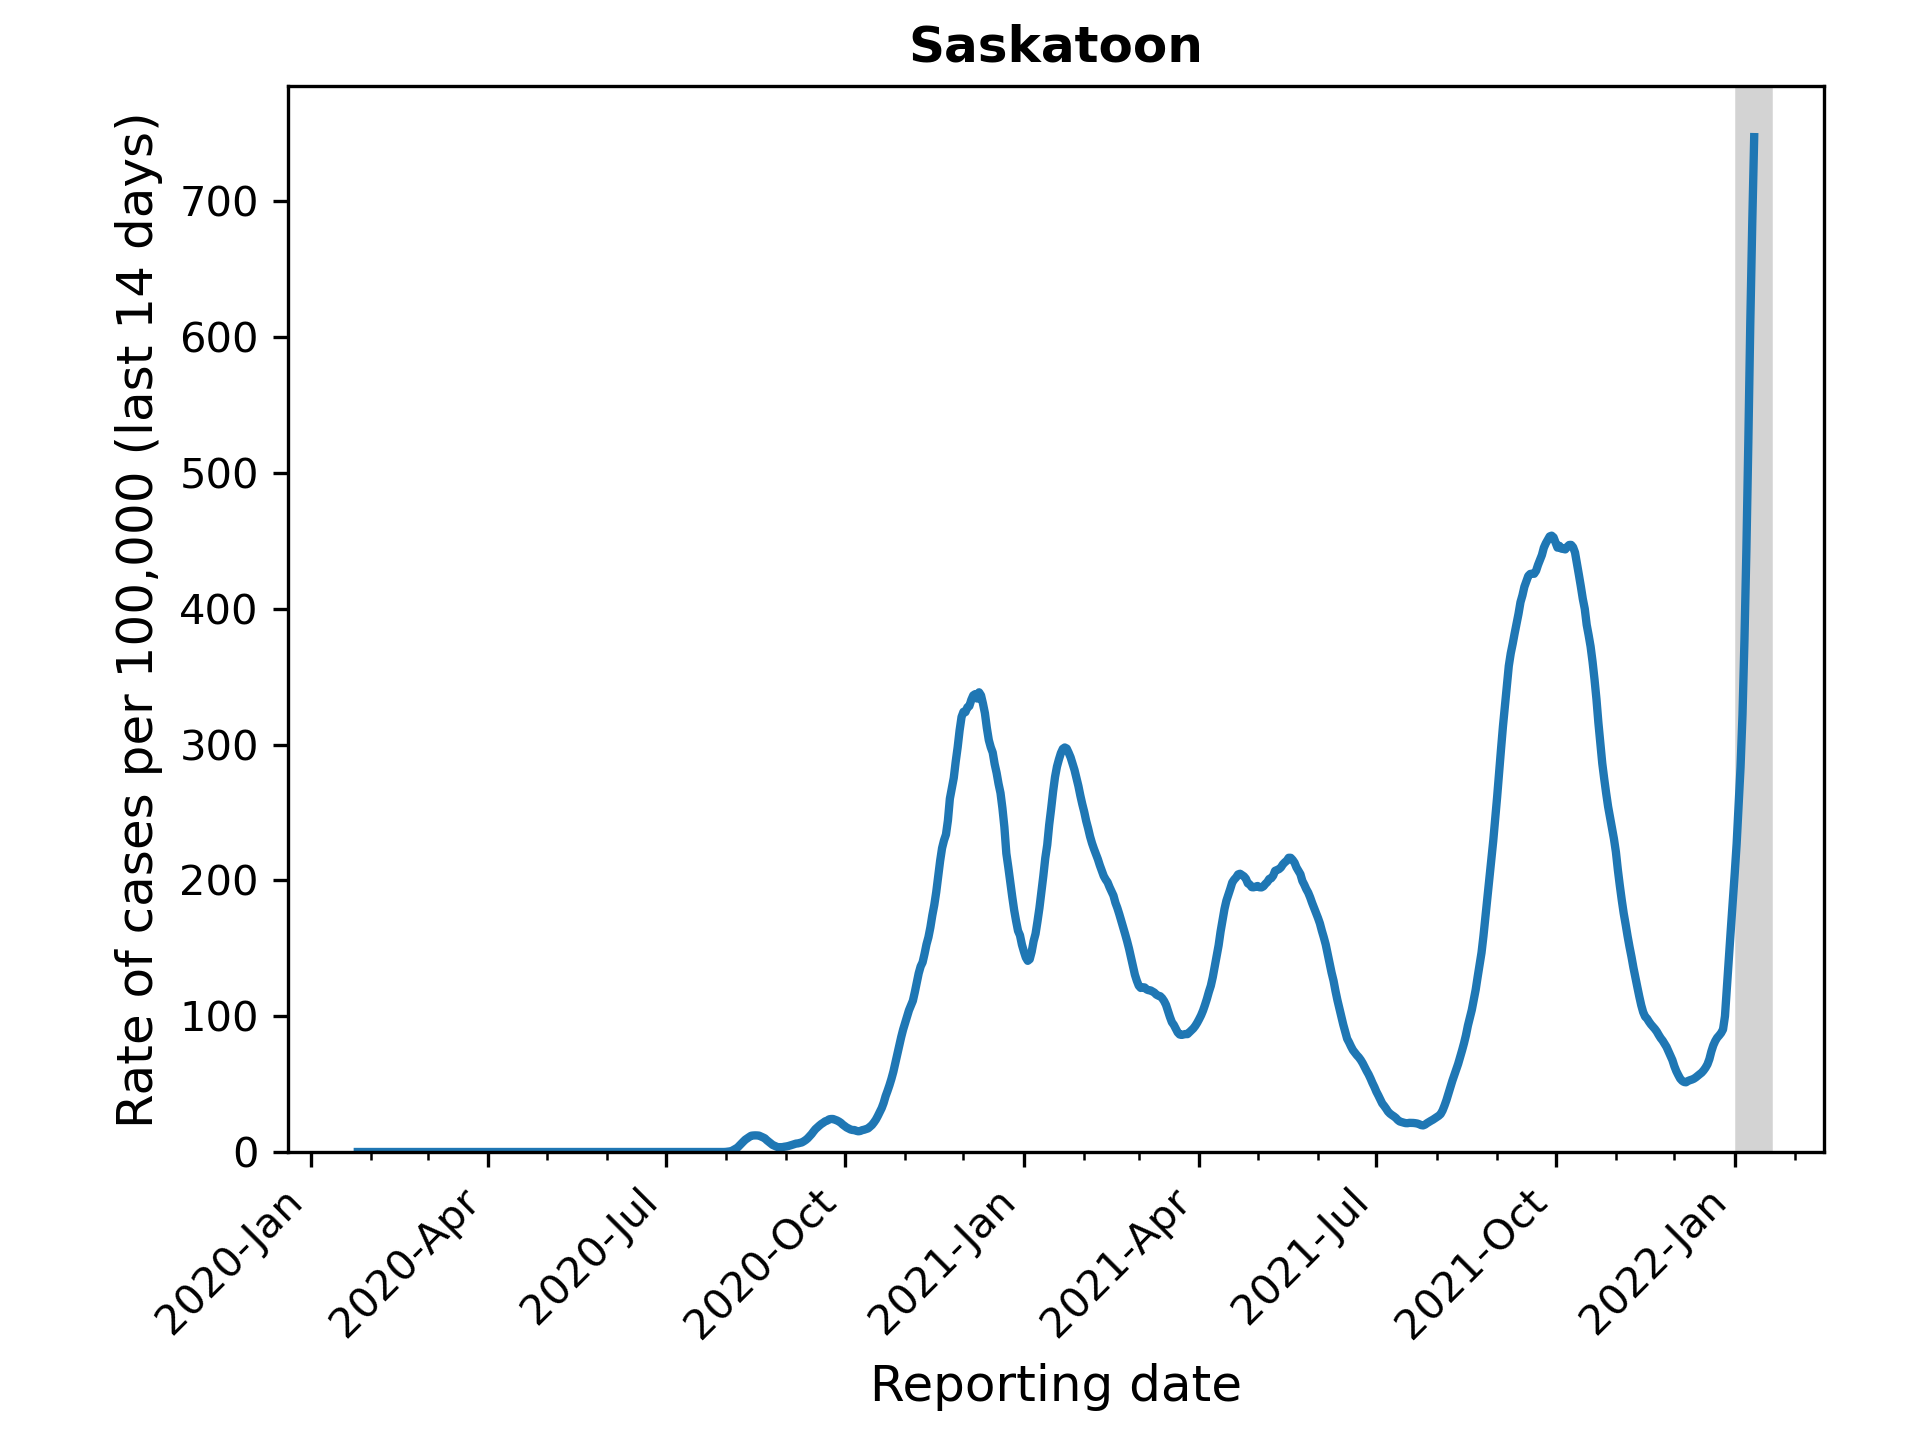 Saskatoon
Rate of cases per 100,000 (last 14 days)
700
600
500
400
300
200
100
0
2020-Jan
2020-Apr
2020-Jul
2020-Oct
2021-Jan
2021-Apr
2021-Jul
2021-Oct
2022-Jan
Reporting date